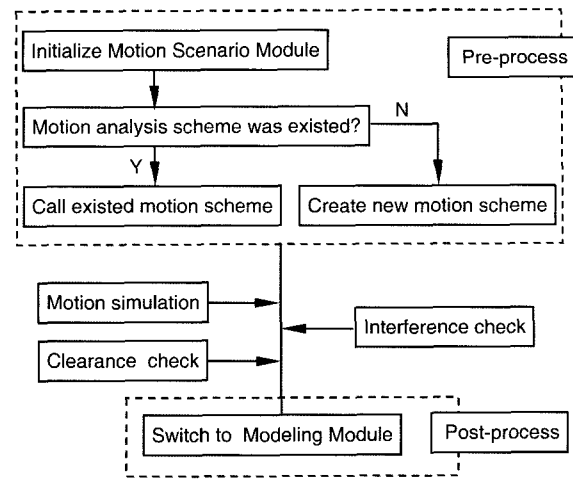 Initialize Motion Scenario Module
Pre-process
Motion analysis scheme was existed?
N
Y
Call existed motion scheme
Create new motion scheme
Motion simulation
Interference check
Clearance check
Switch to Modeling Module
Post-process